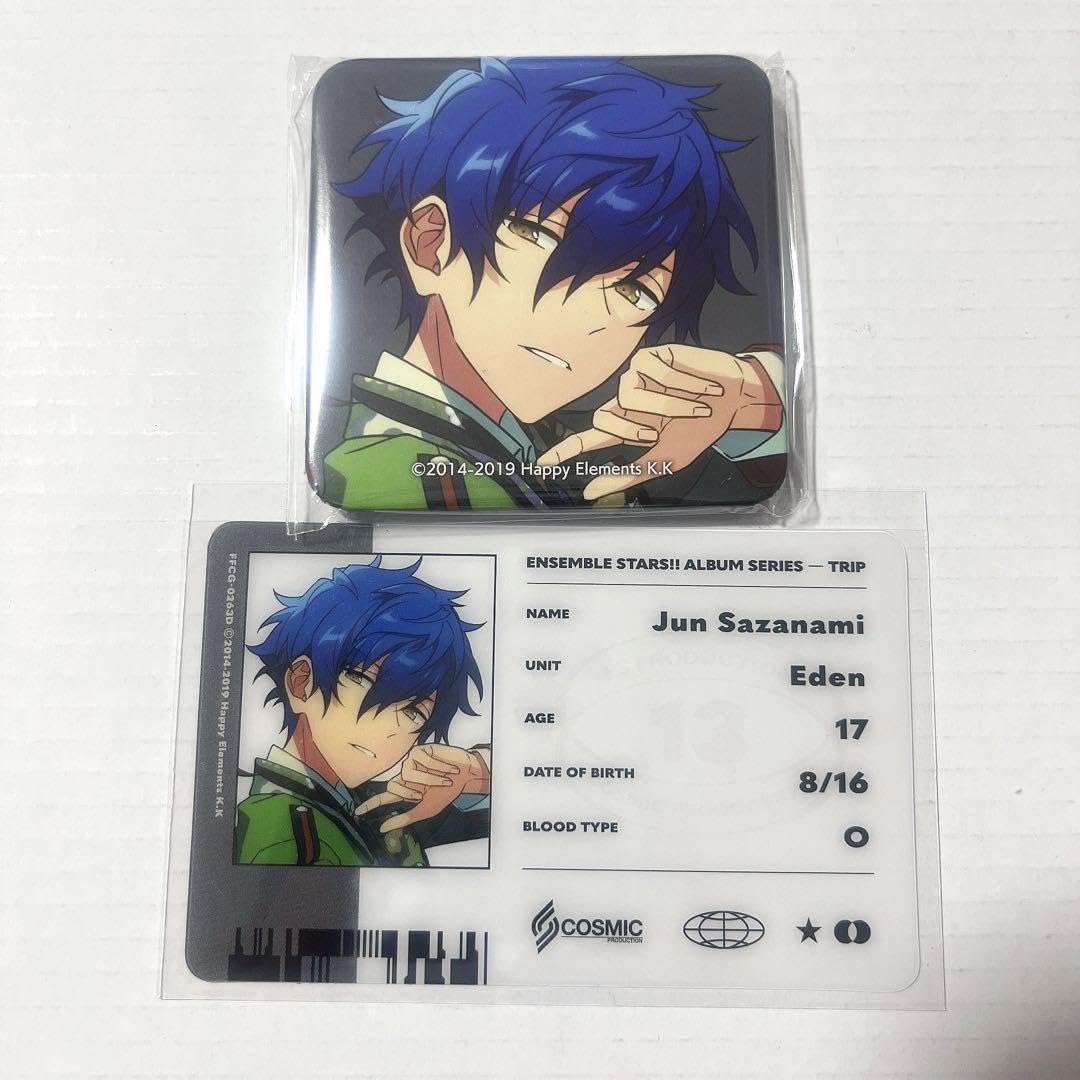 ©2014-2019 Happy Elements K.K
FFCG-0263D ©2014-2019 Happy Elements K.K
ENSEMBLE STARS!! ALBUM SERIES — TRIP
NAME Jun Sazanami
UNIT Eden
AGE 17
DATE OF BIRTH 8/16
BLOOD TYPE O
COSMIC
PRODUCTION